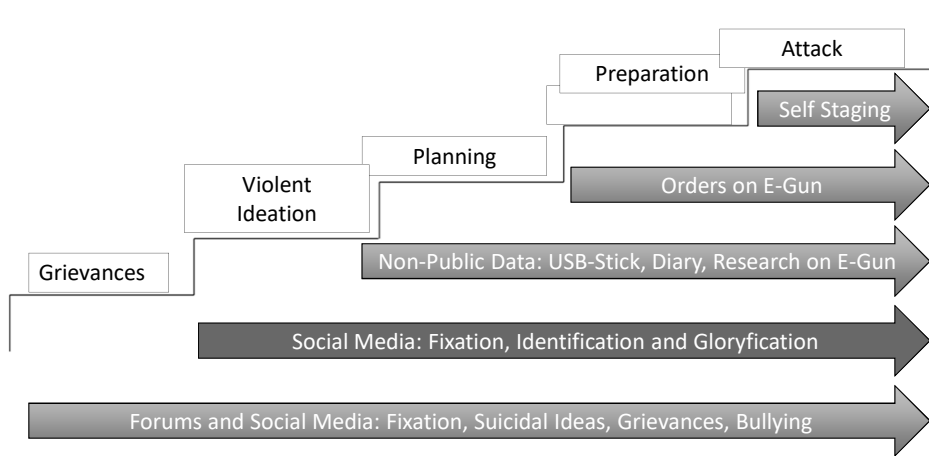 Attack
Preparation
Self Staging
Planning
Orders on E-Gun
Violent
Ideation
Non-Public Data: USB-Stick, Diary, Research on E-Gun
Grievances
Social Media: Fixation, Identification and Gloryfication
Forums and Social Media: Fixation, Suicidal Ideas, Grievances, Bullying